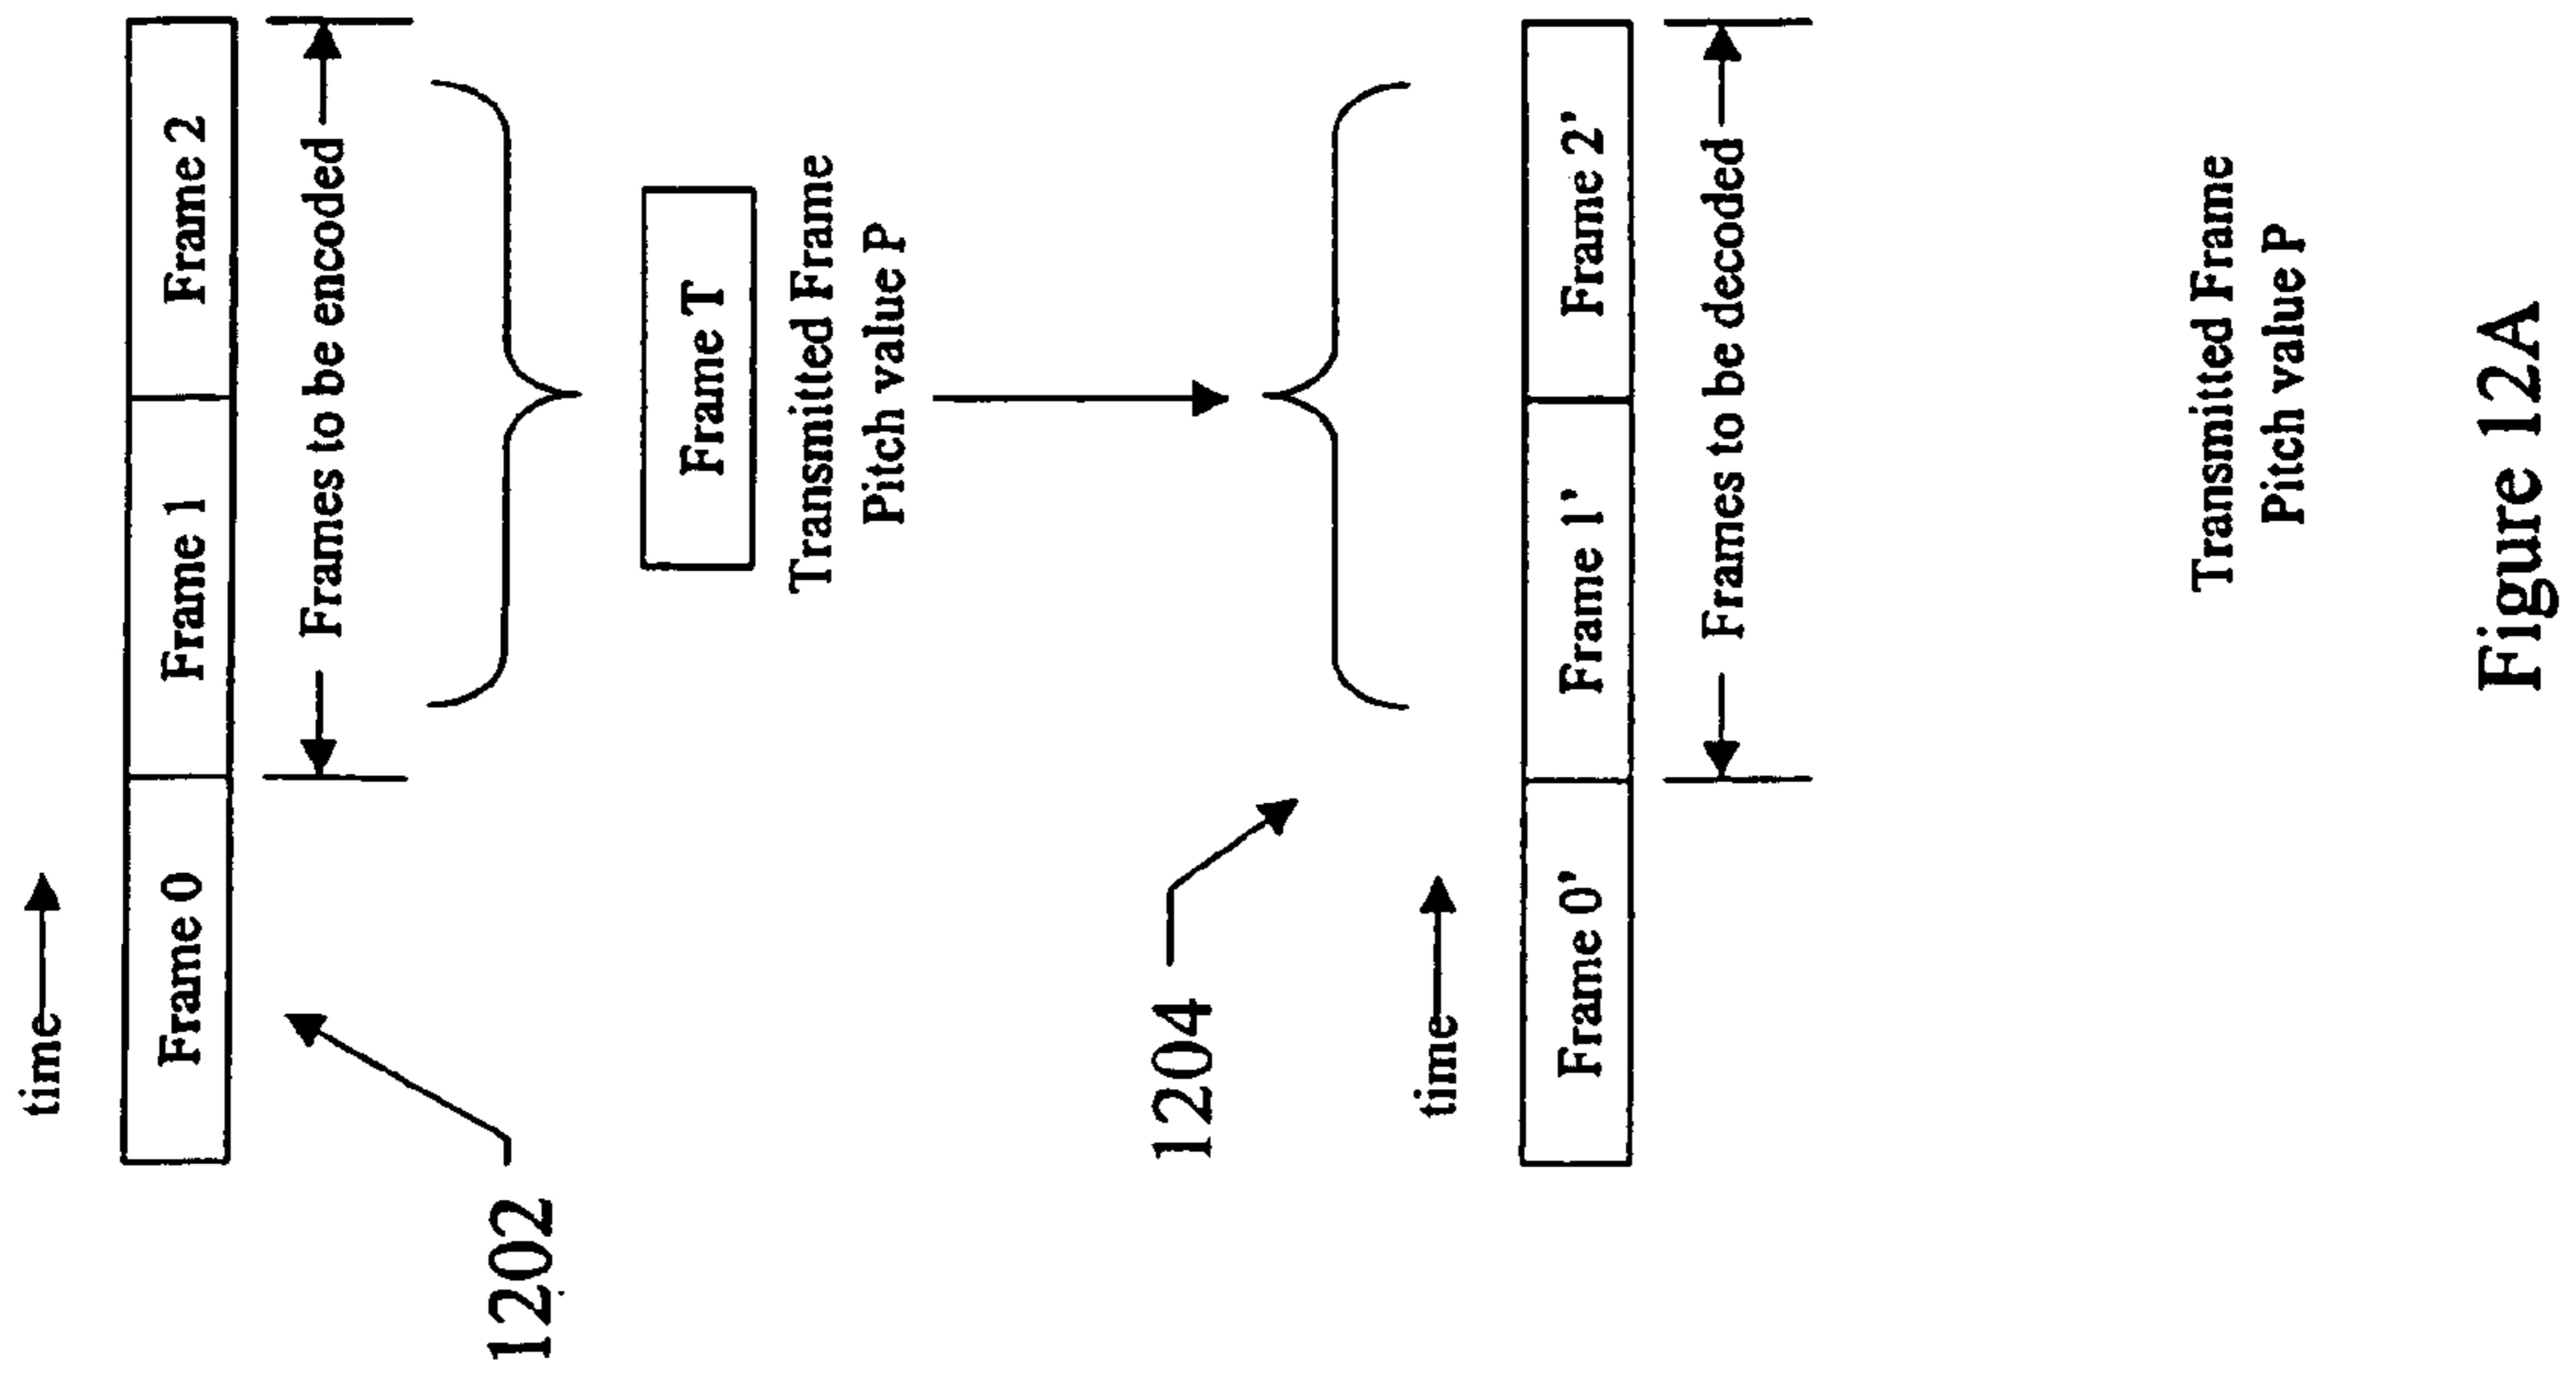 time
Frame 0 Frame 1 Frame 2
Frames to be encoded
1202
Frame T
Transmitted Frame
Pitch value P
1204
time
Frame 0' Frame 1' Frame 2'
Frames to be decoded
Transmitted Frame
Pitch value P
Figure 12A